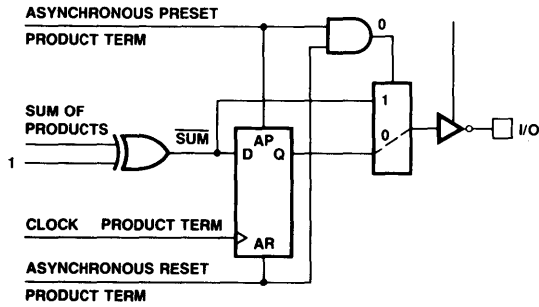 ASYNCHRONOUS PRESET
PRODUCT TERM
0
SUM OF
PRODUCTS
1
SUM
1
0
I/O
AP
D
Q
CLOCK PRODUCT TERM
AR
ASYNCHRONOUS RESET
PRODUCT TERM